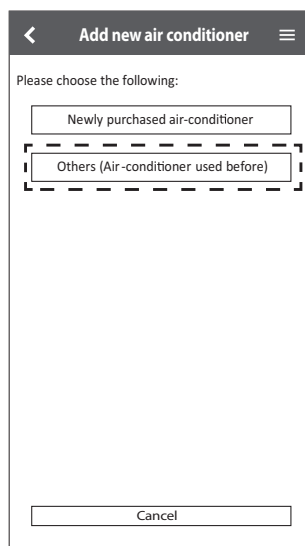 Add new air conditioner
Please choose the following:
Newly purchased air-conditioner
Others (Air-conditioner used before)
Cancel